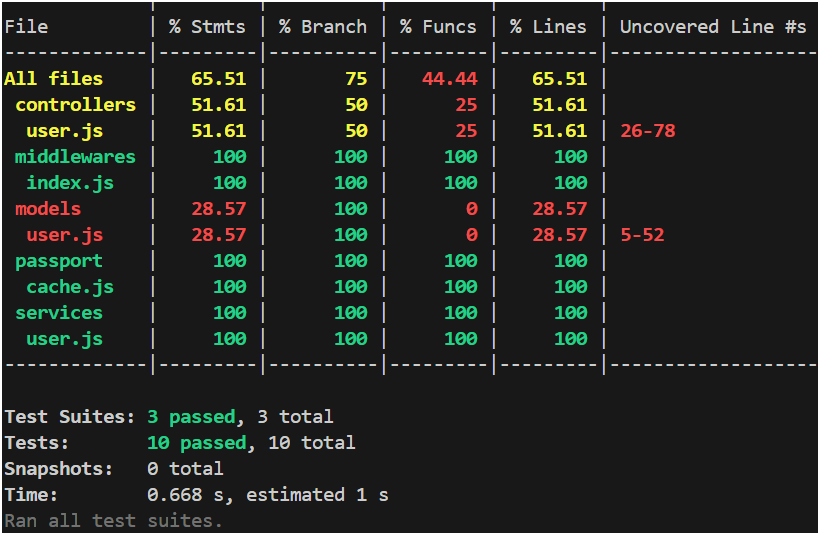 File         | % Stmts | % Branch | % Funcs | % Lines | Uncovered Line #s
-------------|---------|----------|---------|---------|-------------------
All files    |   65.51 |       75 |   44.44 |   65.51 |
 controllers |   51.61 |       50 |      25 |   51.61 |
  user.js    |   51.61 |       50 |      25 |   51.61 | 26-78
 middlewares |     100 |      100 |     100 |     100 |
  index.js   |     100 |      100 |     100 |     100 |
 models      |   28.57 |      100 |       0 |   28.57 |
  user.js    |   28.57 |      100 |       0 |   28.57 | 5-52
 passport    |     100 |      100 |     100 |     100 |
  cache.js   |     100 |      100 |     100 |     100 |
 services    |     100 |      100 |     100 |     100 |
  user.js    |     100 |      100 |     100 |     100 |
-------------|---------|----------|---------|---------|-------------------
Test Suites: 3 passed, 3 total
Tests:       10 passed, 10 total
Snapshots:   0 total
Time:        0.668 s, estimated 1 s
Ran all test suites.